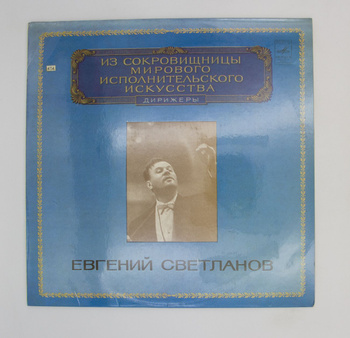 ИЗ СОКРОВИЩНИЦЫ
МИРОВОГО
ИСПОЛНИТЕЛЬСКОГО
ИСКУССТВА
ДИРИЖЕРЫ
ЕВГЕНИЙ СВЕТЛАНОВ